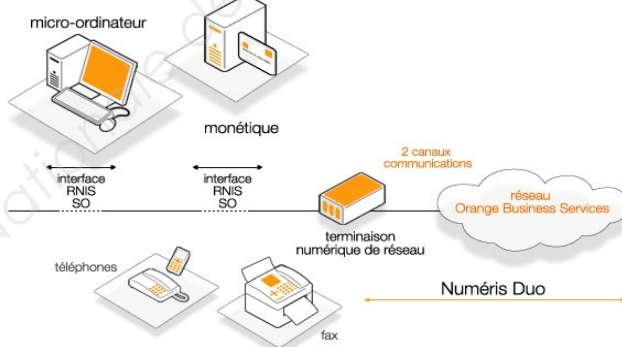 micro-ordinateur
monétique
2 canaux
communications
interface
RNIS
SO
interface
RNIS
SO
réseau
Orange Business Services
terminaison
numérique de réseau
téléphones
Numéris Duo
fax